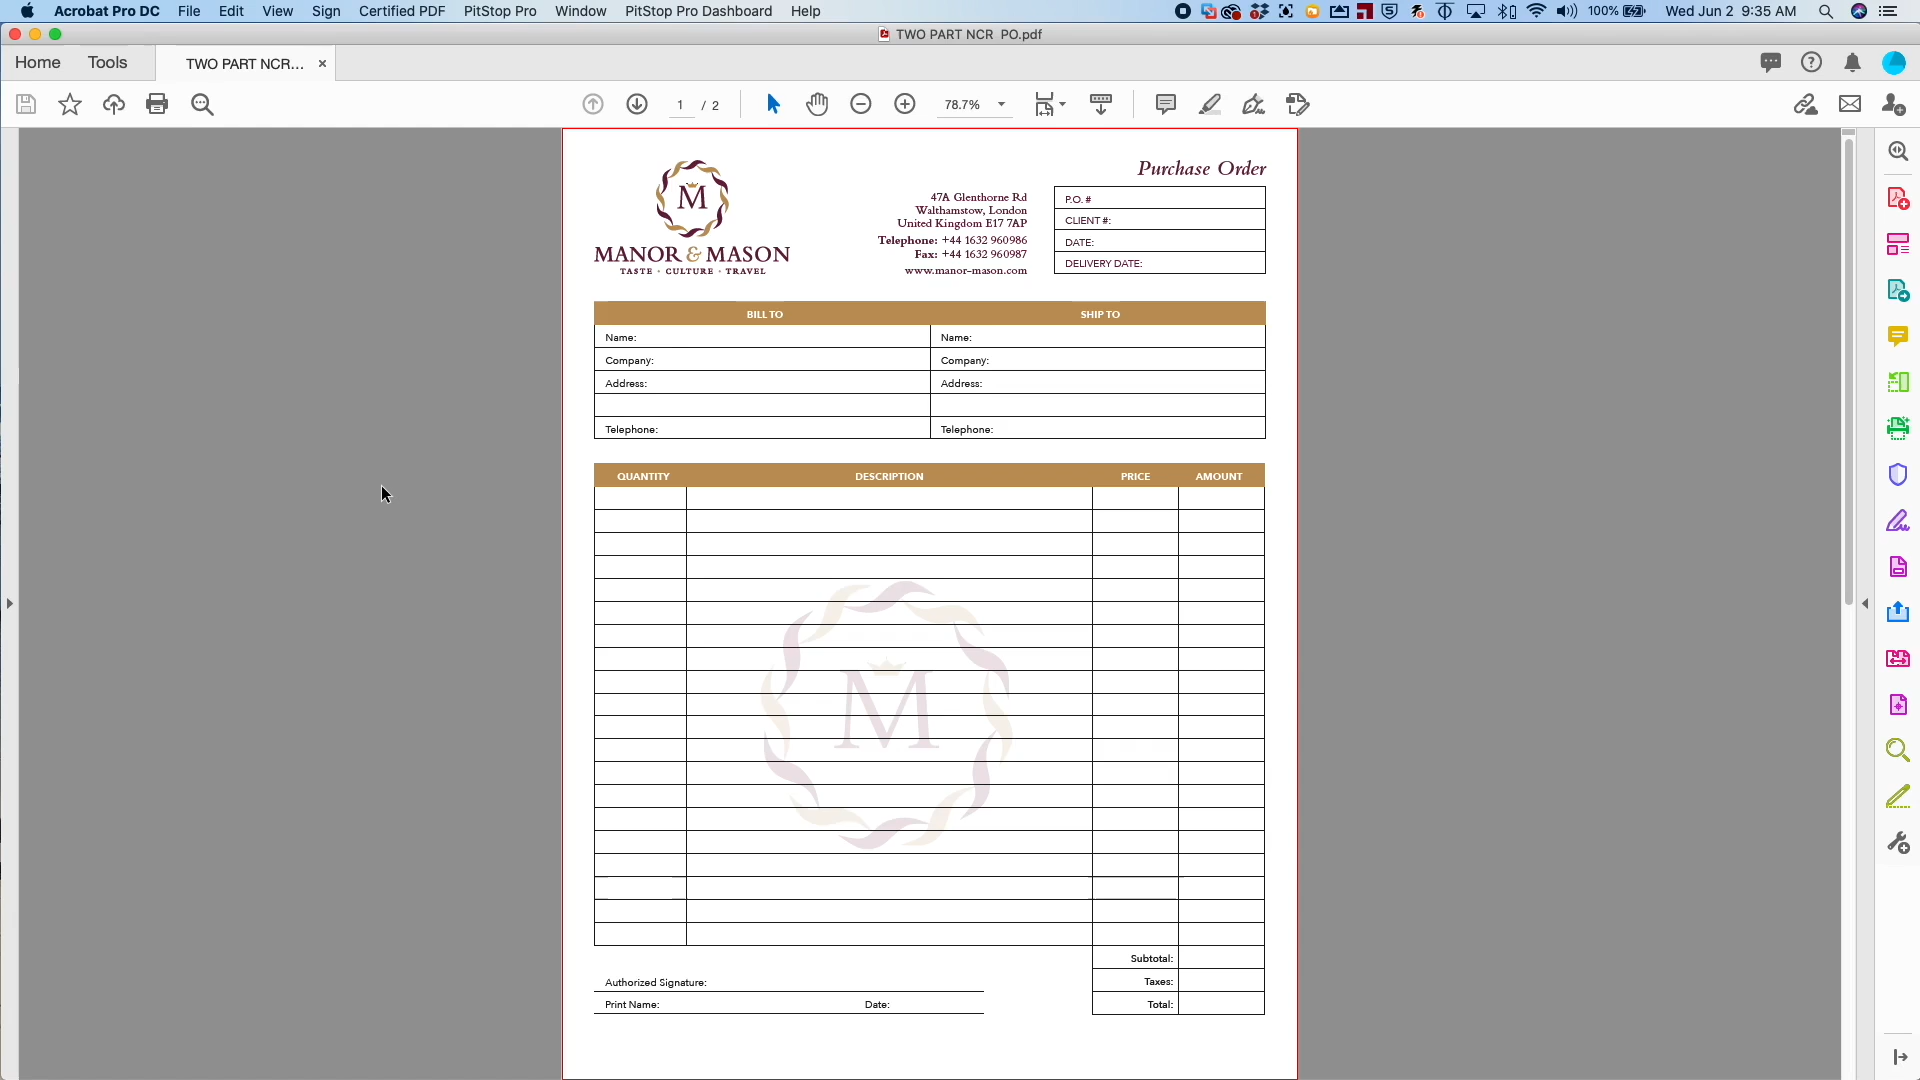 Acrobat Pro DC File Edit View Sign Certified PDF PitStop Pro Window PitStop Pro Dashboard Help 100% Wed Jun 2 9:35 AM
TWO PART NCR PO.pdf
Home Tools TWO PART NCR... ×
1 / 2 78.7%
Purchase Order
M
47A Glenthorne Rd
Walthamstow, London
United Kingdom E17 7AP
Telephone: +44 1632 960986
Fax: +44 1632 960987
www.manor-mason.com
P.O. #
CLIENT #:
DATE:
DELIVERY DATE:
MANOR & MASON
TASTE · CULTURE · TRAVEL
BILL TO SHIP TO
Name: Name:
Company: Company:
Address: Address:
Telephone: Telephone:
QUANTITY DESCRIPTION PRICE AMOUNT
M
Subtotal:
Taxes:
Total:
Authorized Signature:
Print Name: Date: